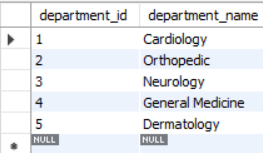 department_id department_name
1 Cardiology
2 Orthopedic
3 Neurology
4 General Medicine
5 Dermatology
NULL NULL